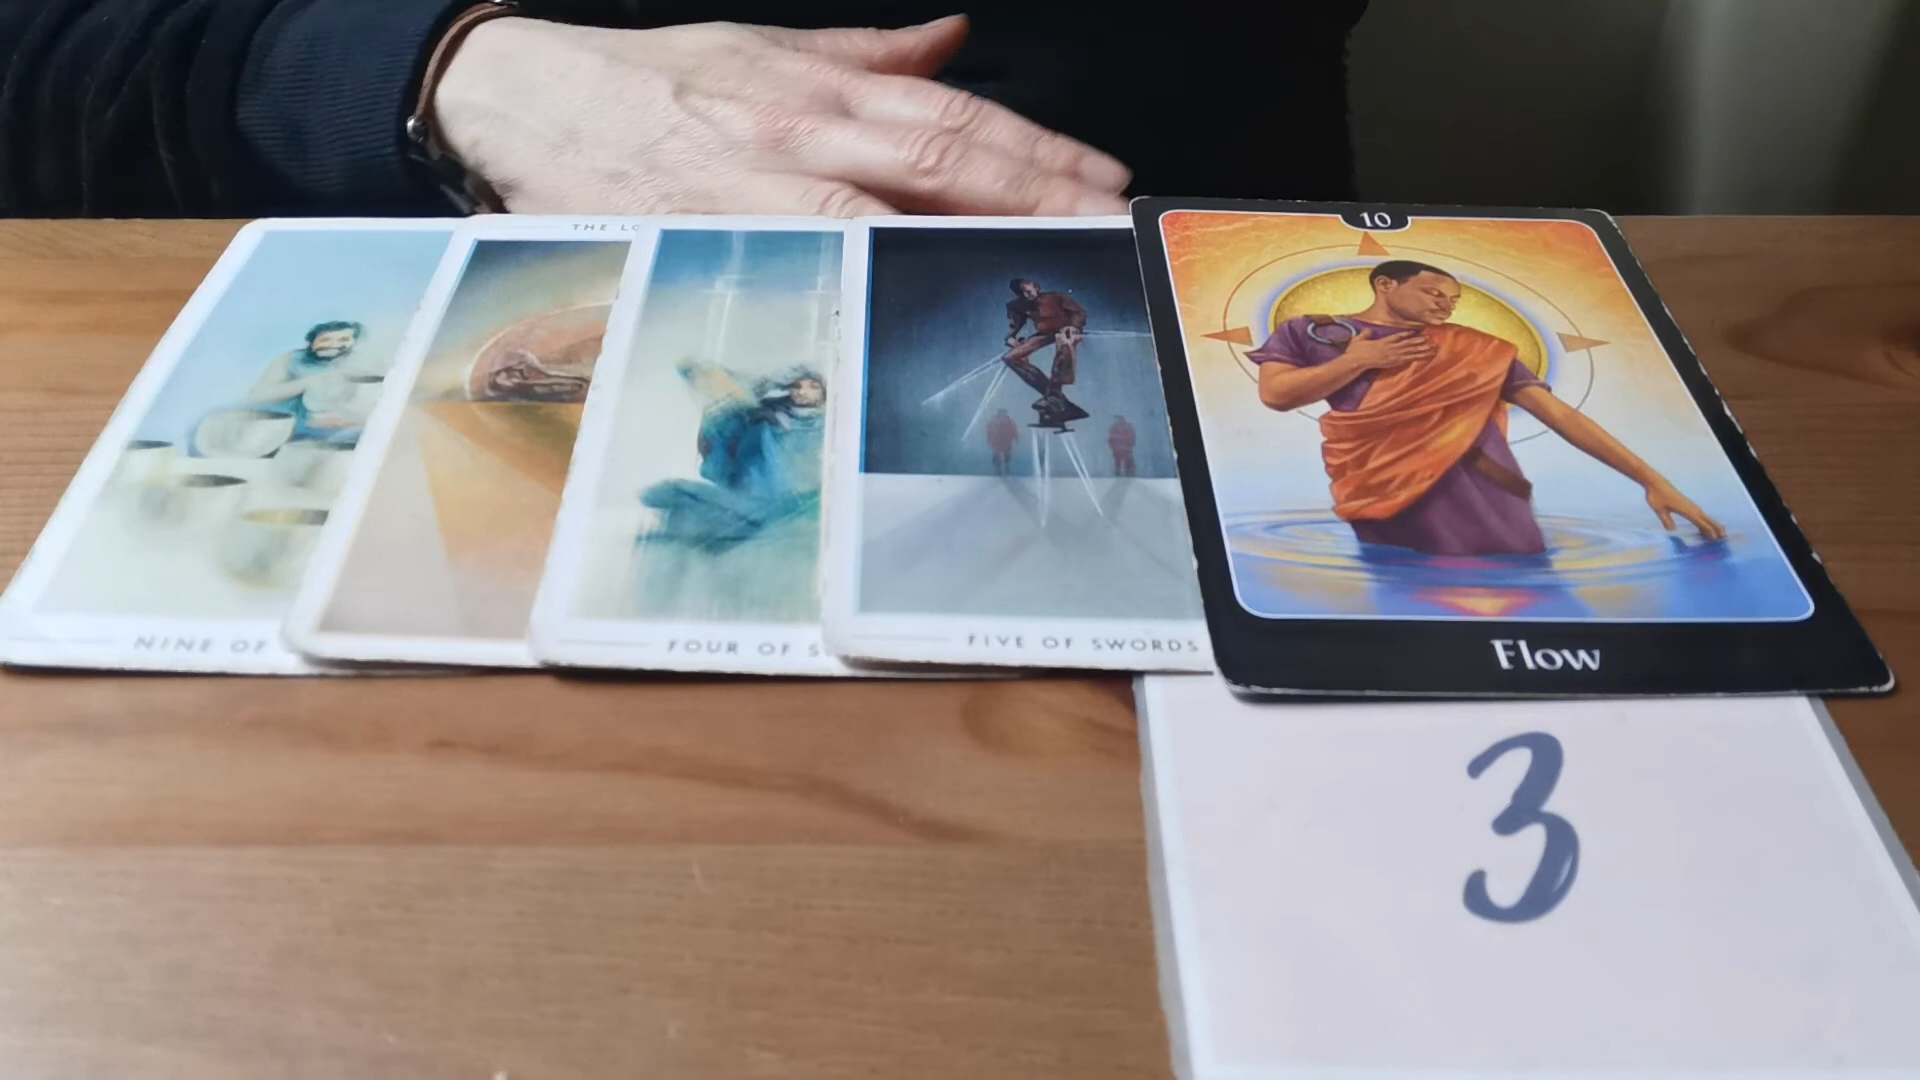 THE LO
10
NINE OF
FOUR OF S
FIVE OF SWORDS
Flow
3